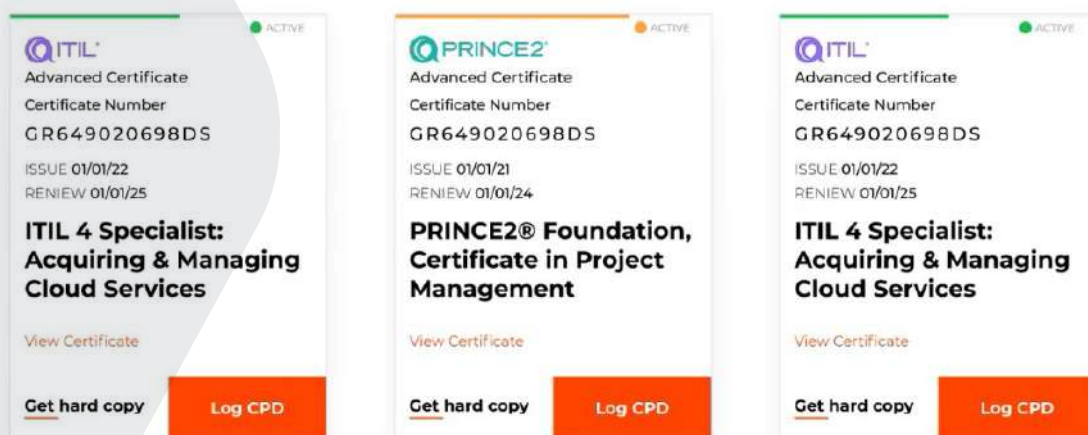 ACTIVE
ITIL®
Advanced Certificate
Certificate Number
GR649020698DS
ISSUE 01/01/22
RENIEW 01/01/25
ITIL 4 Specialist:
Acquiring & Managing
Cloud Services
View Certificate
Get hard copy
Log CPD
ACTIVE
PRINCE2®
Advanced Certificate
Certificate Number
GR649020698DS
ISSUE 01/01/21
RENIEW 01/01/24
PRINCE2® Foundation,
Certificate in Project
Management
View Certificate
Get hard copy
Log CPD
ACTIVE
ITIL®
Advanced Certificate
Certificate Number
GR649020698DS
ISSUE 01/01/22
RENIEW 01/01/25
ITIL 4 Specialist:
Acquiring & Managing
Cloud Services
View Certificate
Get hard copy
Log CPD